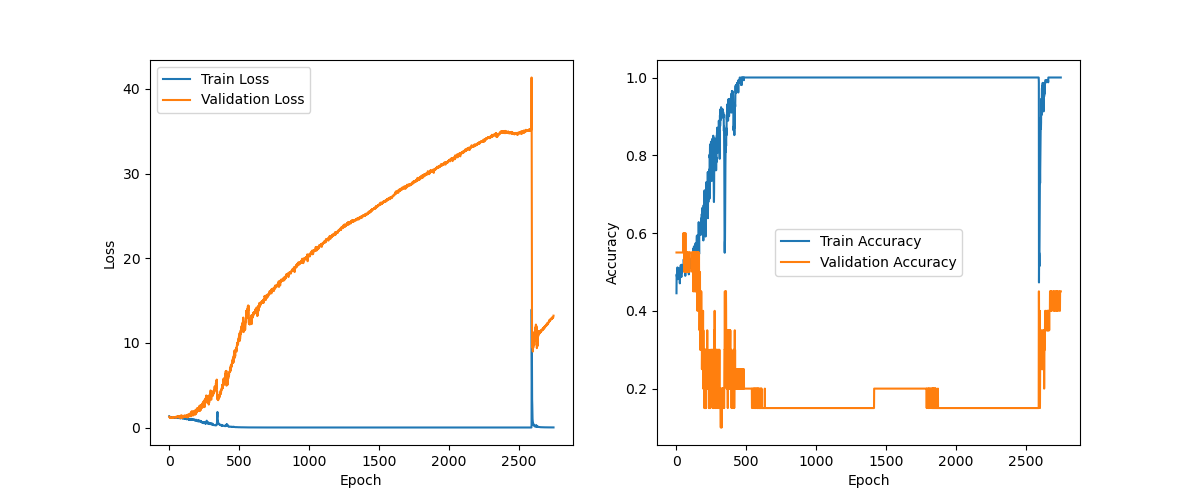 Train Loss
Validation Loss
40
30
20
10
0
Loss
0 500 1000 1500 2000 2500
Epoch
1.0
0.8
0.6
0.4
0.2
Accuracy
Train Accuracy
Validation Accuracy
0 500 1000 1500 2000 2500
Epoch